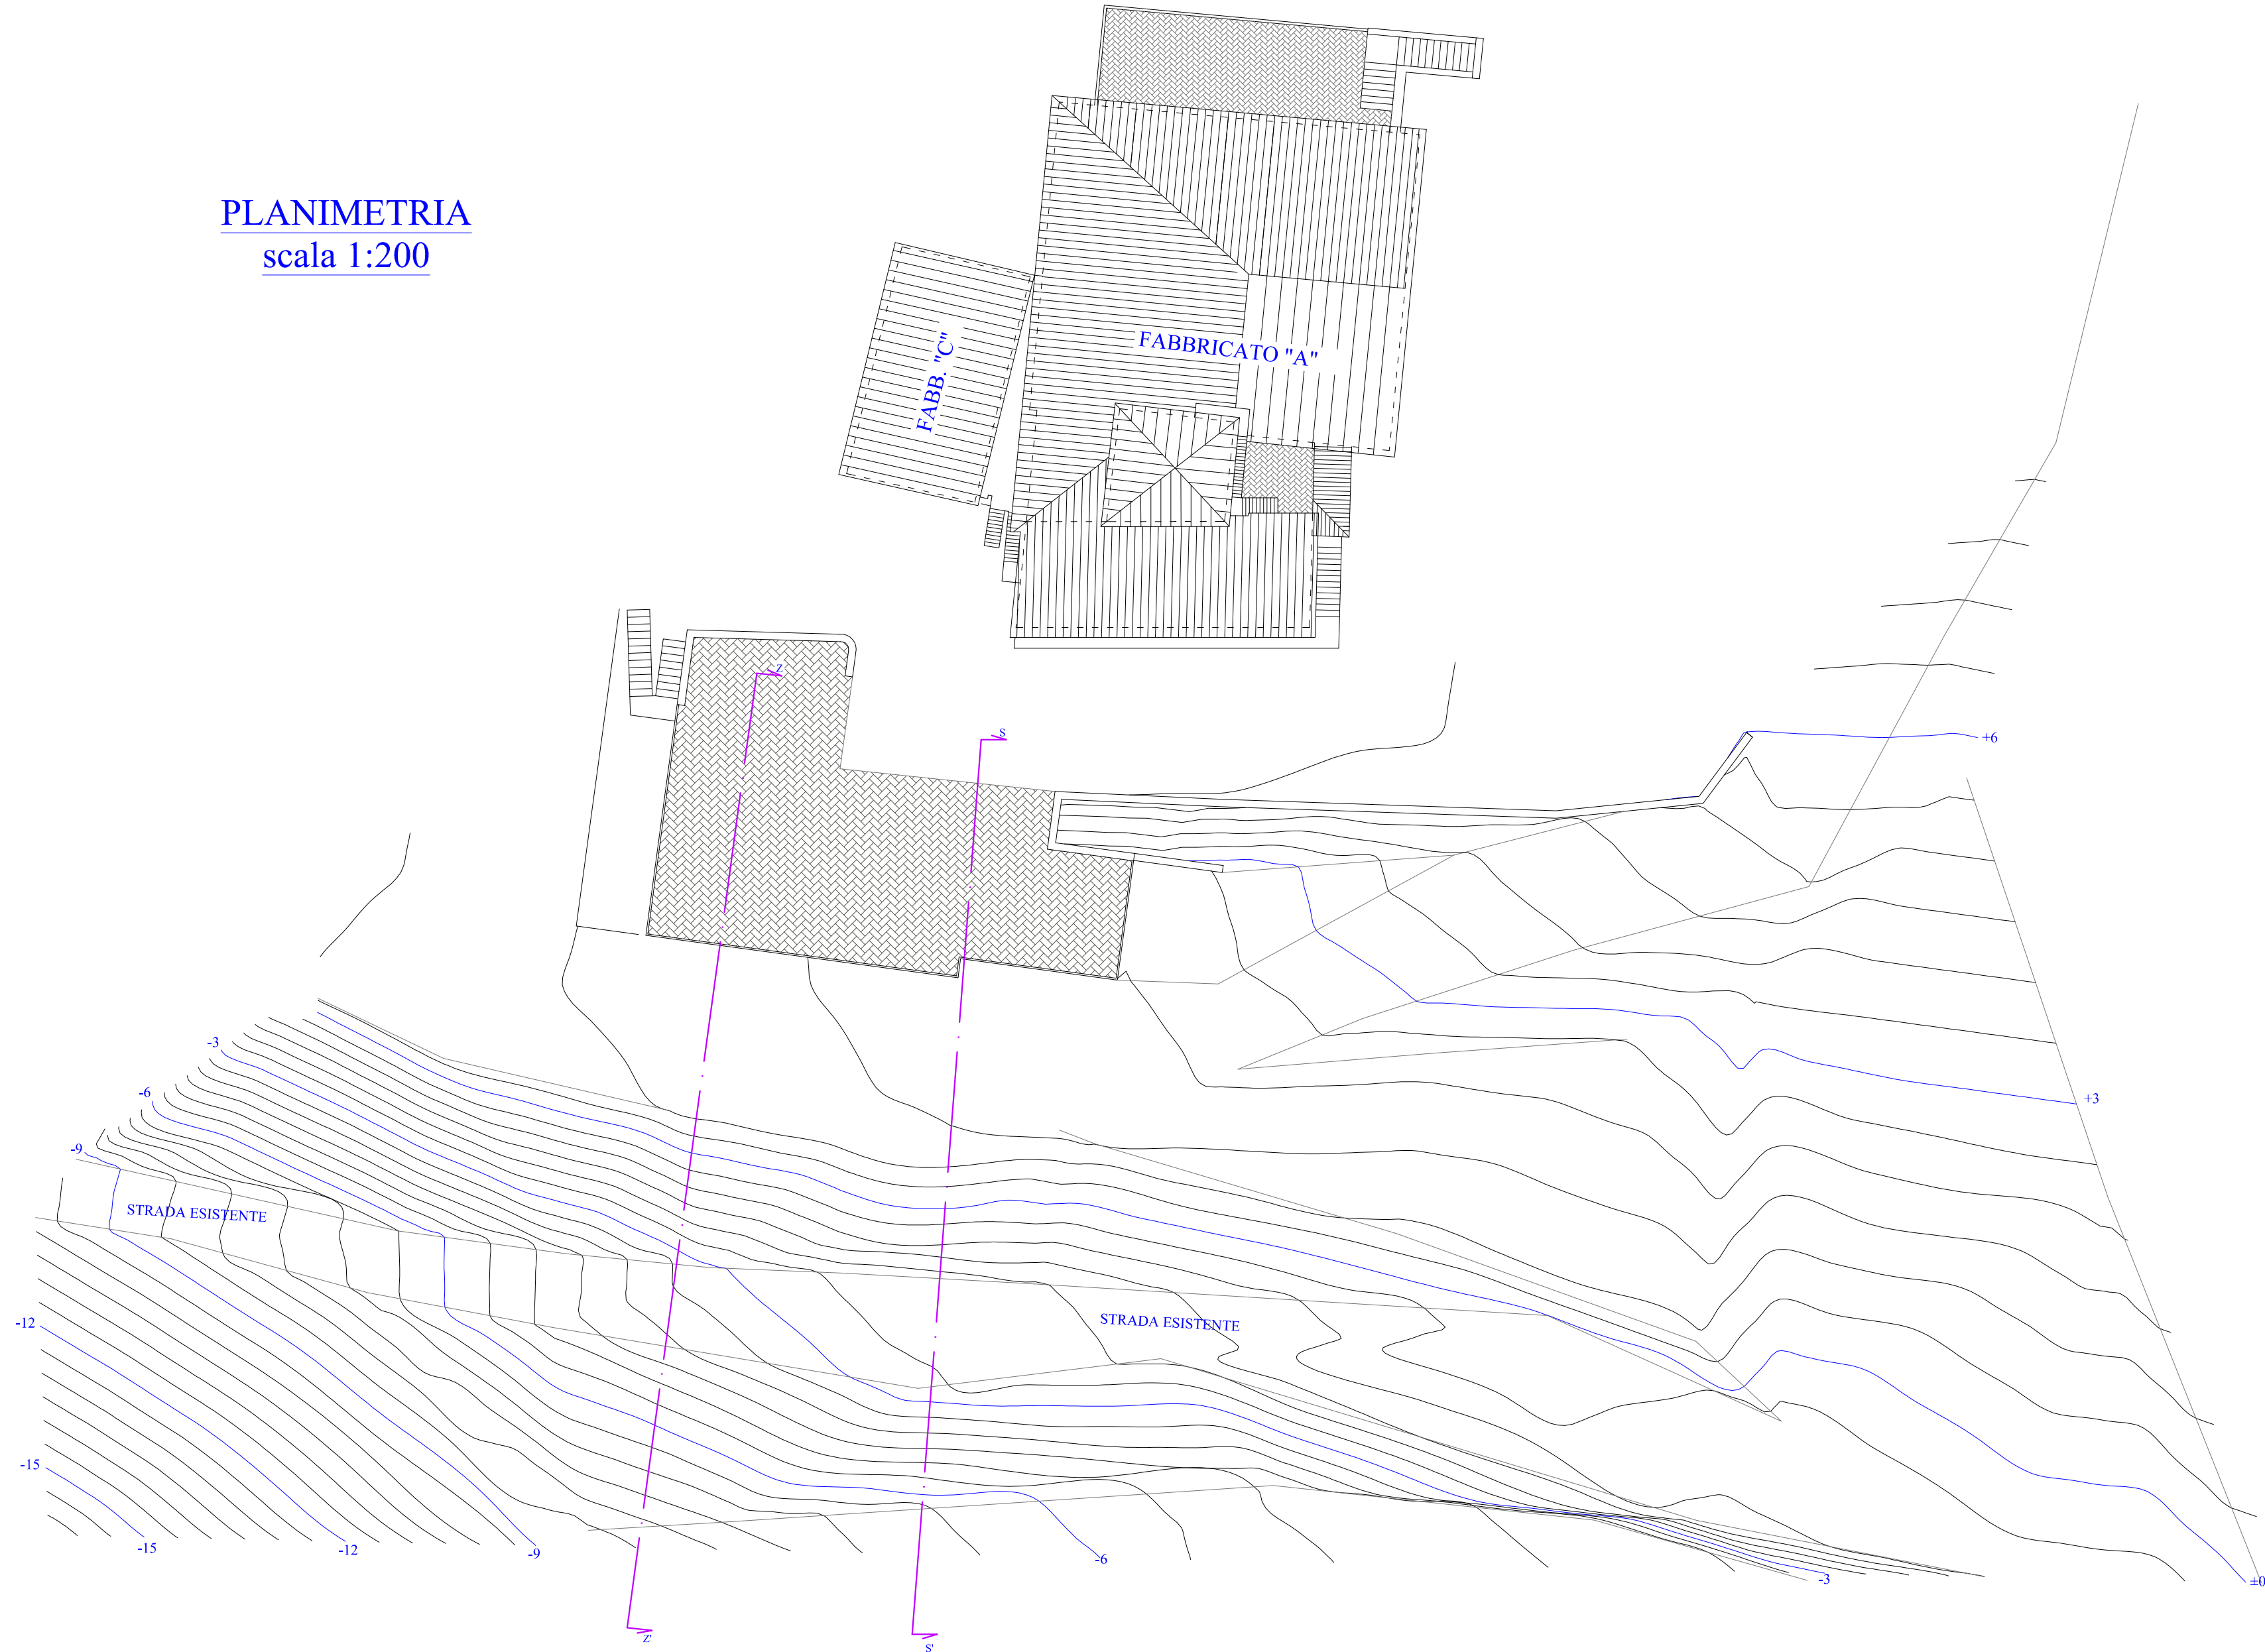 PLANIMETRIA
scala 1:200
FABBRICATO "A"
FABB. "C"
Z
S
+6
-3
-6
+3
-9
STRADA ESISTENTE
-12
STRADA ESISTENTE
-15
-15
-12
-9
-6
-3
±0
Z'
S'